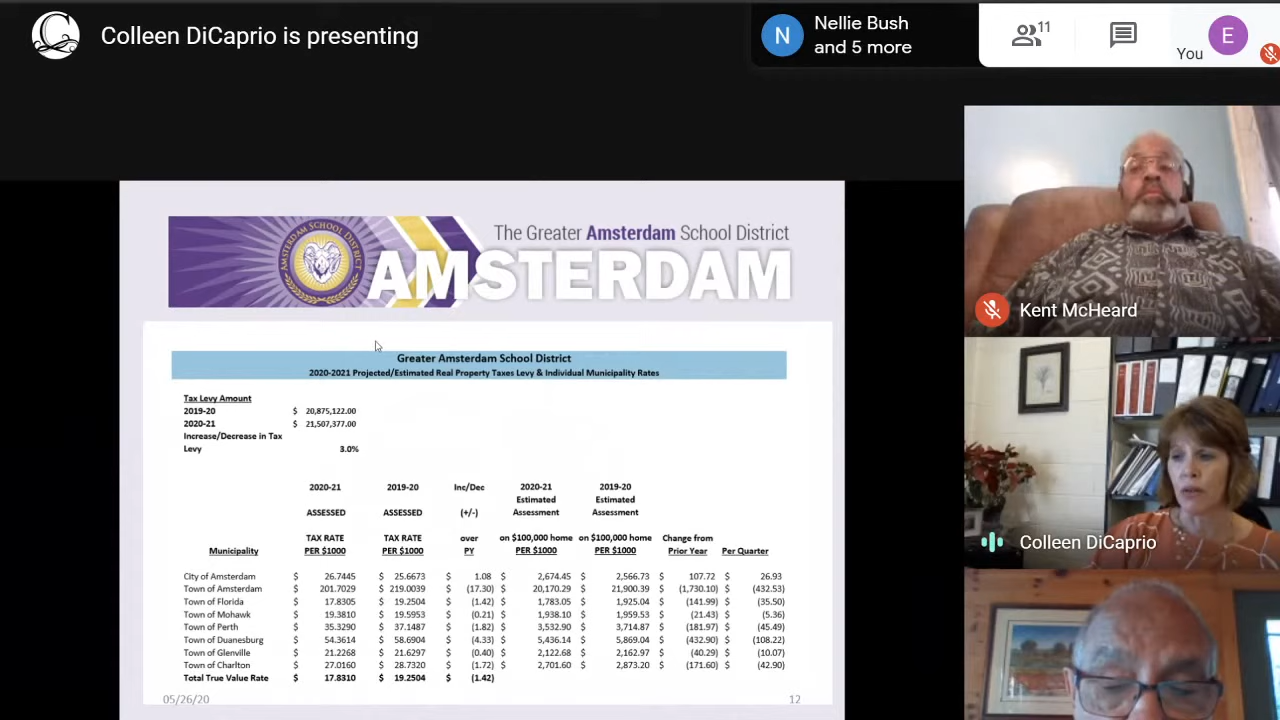 Colleen DiCaprio is presenting
N
Nellie Bush
and 5 more
11
You
E
AMSTERDAM SCHOOL DISTRICT
The Greater Amsterdam School District
AMSTERDAM
Greater Amsterdam School District
2020-2021 Projected/Estimated Real Property Taxes Levy & Individual Municipality Rates
Tax Levy Amount
2019-20 $ 20,875,122.00
2020-21 $ 21,507,377.00
Increase/Decrease in Tax
Levy 3.0%
2020-21 2019-20 Inc/Dec 2020-21 2019-20
Estimated Estimated
ASSESSED ASSESSED (+/-) Assessment Assessment
TAX RATE TAX RATE over on $100,000 home on $100,000 home Change from
Municipality PER $1000 PER $1000 PY PER $1000 PER $1000 Prior Year Per Quarter
City of Amsterdam $ 26.7445 $ 25.6673 $ 1.08 $ 2,674.45 $ 2,566.73 $ 107.72 $ 26.93
Town of Amsterdam $ 201.7029 $ 219.0039 $ (17.30) $ 20,170.29 $ 21,900.39 $ (1,730.10) $ (432.53)
Town of Florida $ 17.8305 $ 19.2504 $ (1.42) $ 1,783.05 $ 1,925.04 $ (141.99) $ (35.50)
Town of Mohawk $ 19.3810 $ 19.5953 $ (0.21) $ 1,938.10 $ 1,959.53 $ (21.43) $ (5.36)
Town of Perth $ 35.3290 $ 37.1487 $ (1.82) $ 3,532.90 $ 3,714.87 $ (181.97) $ (45.49)
Town of Duanesburg $ 54.3614 $ 58.6904 $ (4.33) $ 5,436.14 $ 5,869.04 $ (432.90) $ (108.22)
Town of Glenville $ 21.2268 $ 21.6297 $ (0.40) $ 2,122.68 $ 2,162.97 $ (40.29) $ (10.07)
Town of Charlton $ 27.0160 $ 28.7320 $ (1.72) $ 2,701.60 $ 2,873.20 $ (171.60) $ (42.90)
Total True Value Rate $ 17.8310 $ 19.2504 $ (1.42)
05/26/20 12
Kent McHeard
Colleen DiCaprio